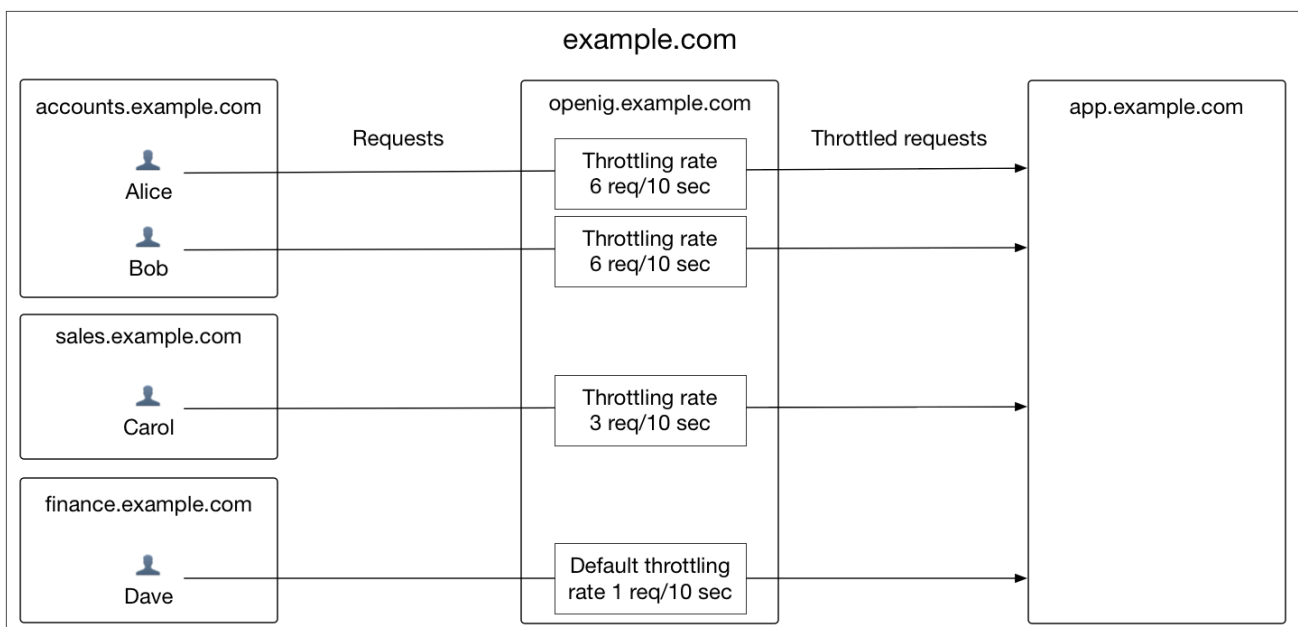 example.com
accounts.example.com
Alice
Bob
sales.example.com
Carol
finance.example.com
Dave
Requests
openig.example.com
Throttling rate
6 req/10 sec
Throttling rate
6 req/10 sec
Throttling rate
3 req/10 sec
Default throttling
rate 1 req/10 sec
Throttled requests
app.example.com